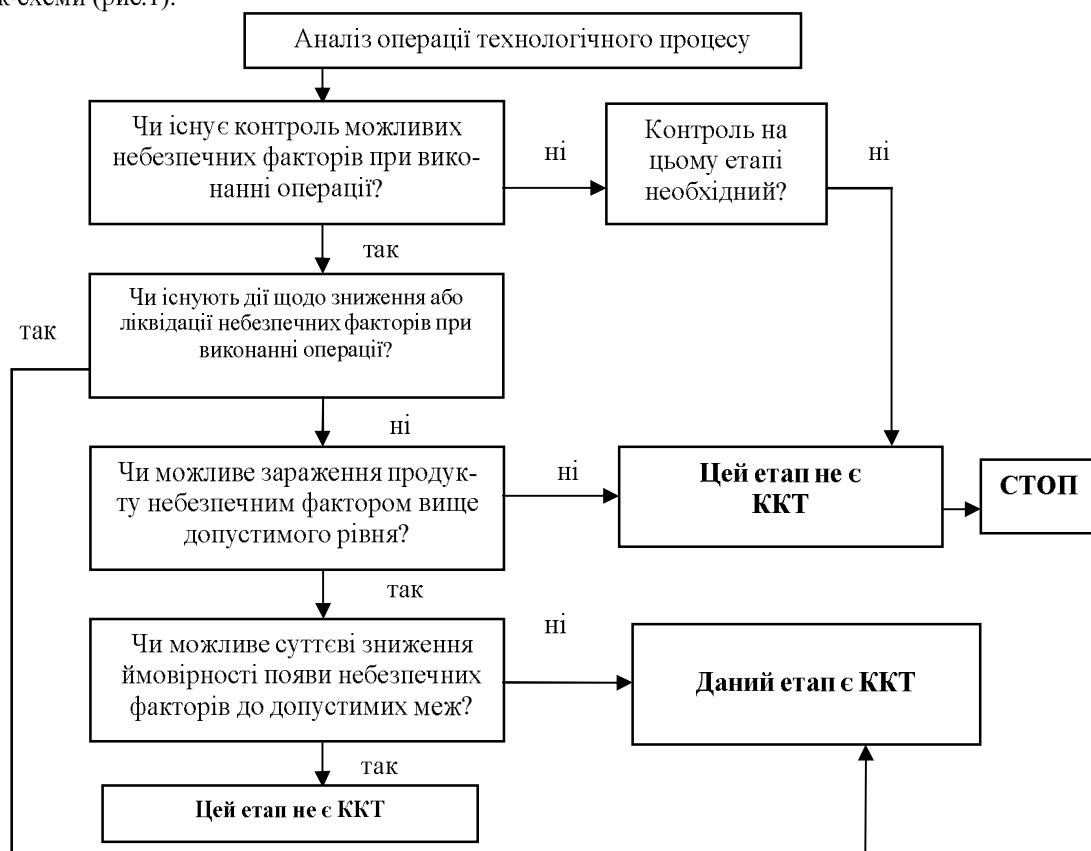 к-схеми (рис.1).
Аналіз операції технологічного процесу
Чи існує контроль можливих
небезпечних факторів при вико-
нанні операції?
ні
Контроль на
цьому етапі
необхідний?
ні
так
Чи існують дії щодо зниження або
ліквідації небезпечних факторів при
виконанні операції?
так
ні
Чи можливе зараження продук-
ту небезпечним фактором вище
допустимого рівня?
ні
Цей етап не є
ККТ
СТОП
так
Чи можливе суттєві зниження
ймовірності появи небезпечних
факторів до допустимих меж?
ні
Даний етап є ККТ
так
Цей етап не є ККТ